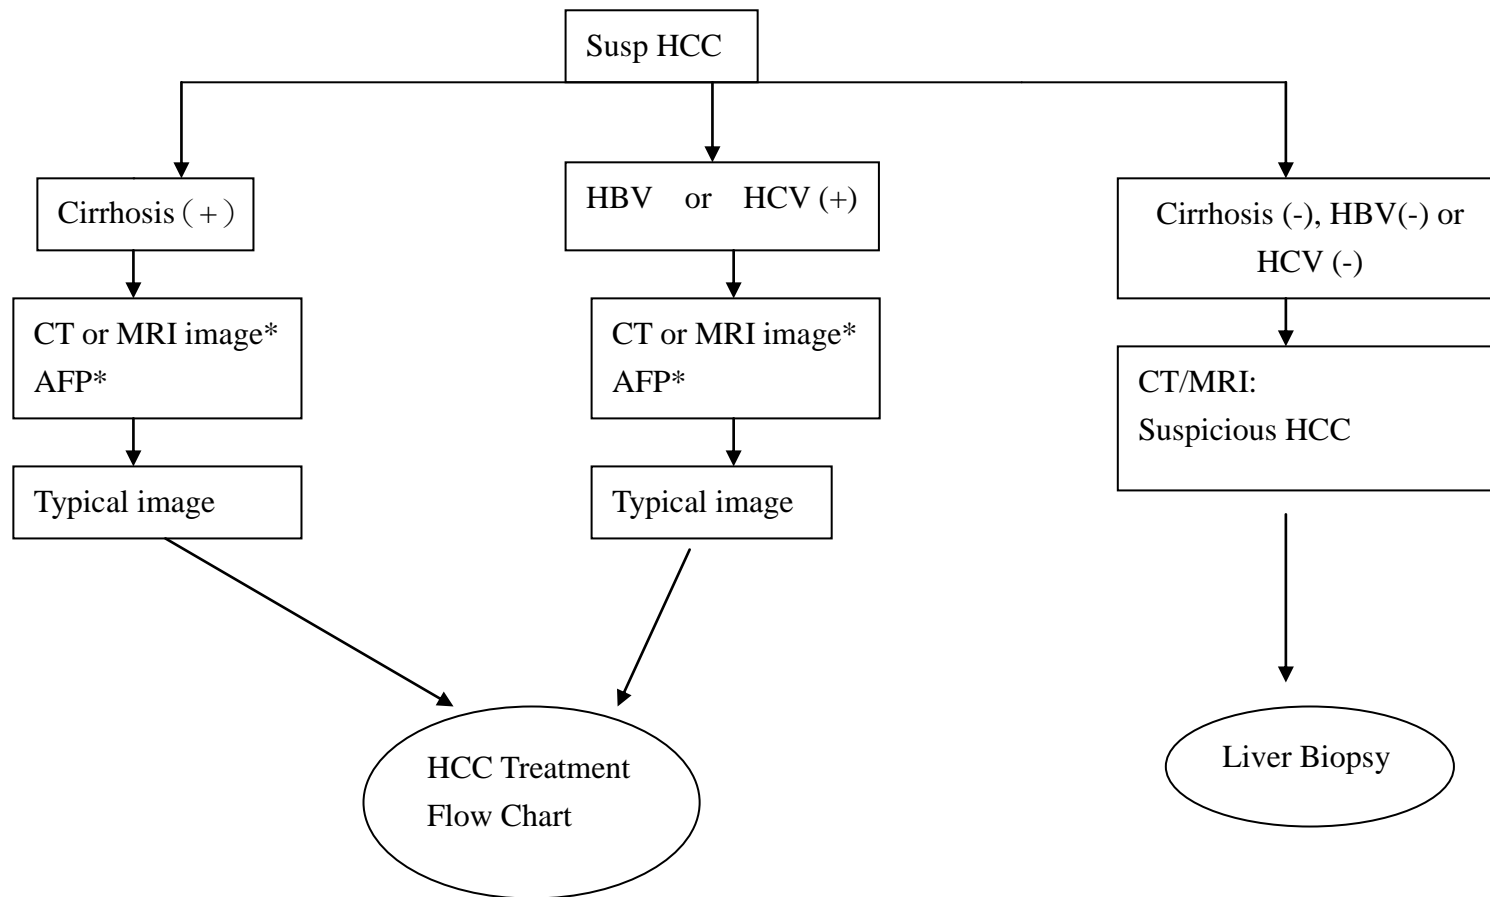 Susp HCC
Cirrhosis（+）
HBV or HCV (+)
Cirrhosis (-), HBV(-) or
HCV (-)
CT or MRI image*
AFP*
CT or MRI image*
AFP*
CT/MRI:
Suspicious HCC
Typical image
Typical image
HCC Treatment
Flow Chart
Liver Biopsy